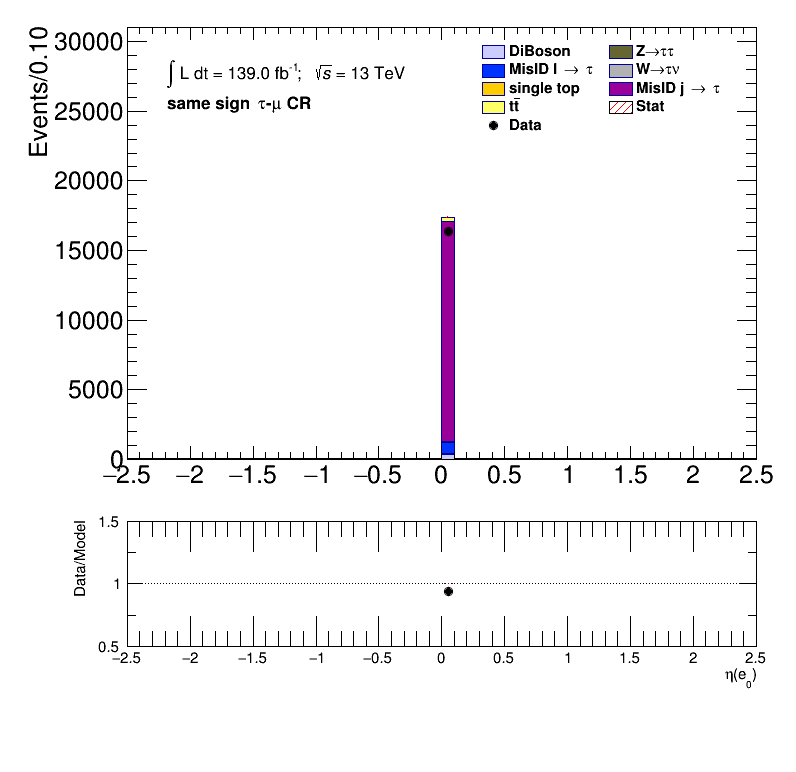 Events/0.10
30000
25000
20000
15000
10000
5000
0
∫ L dt = 139.0 fb⁻¹; √s = 13 TeV
same sign τ-μ CR
DiBoson
Z→ττ
MisID l → τ
W→τν
single top
MisID j → τ
tt̅
Stat
Data
−2.5 −2 −1.5 −1 −0.5 0 0.5 1 1.5 2 2.5
Data/Model
1.5
1
0.5
−2.5 −2 −1.5 −1 −0.5 0 0.5 1 1.5 2 2.5
η(e₀)